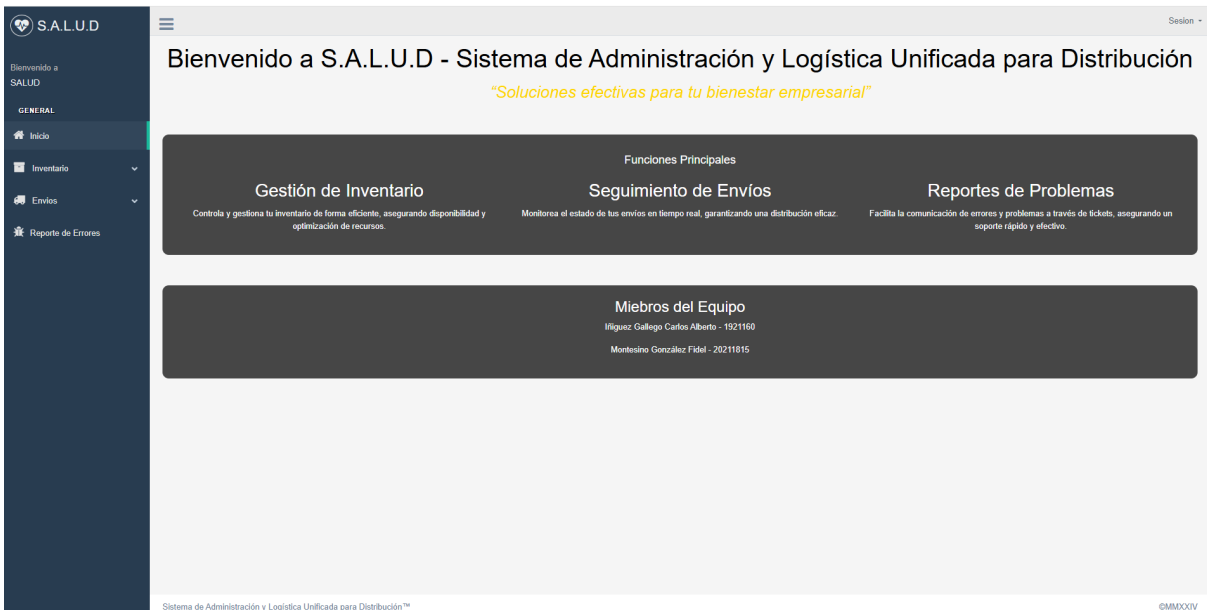 S.A.L.U.D
Sesion
Bienvenido a
SALUD
GENERAL
Inicio
Inventario
Envios
Reporte de Errores
Bienvenido a S.A.L.U.D - Sistema de Administración y Logística Unificada para Distribución
“Soluciones efectivas para tu bienestar empresarial”
Funciones Principales
Gestión de Inventario
Controla y gestiona tu inventario de forma eficiente, asegurando disponibilidad y
optimización de recursos.
Seguimiento de Envíos
Monitorea el estado de tus envíos en tiempo real, garantizando una distribución eficaz.
Reportes de Problemas
Facilita la comunicación de errores y problemas a través de tickets, asegurando un
soporte rápido y efectivo.
Miebros del Equipo
Iñiguez Gallego Carlos Alberto - 1921160
Montesino González Fidel - 20211815
Sistema de Administración y Logística Unificada para Distribución™
©MMXXIV